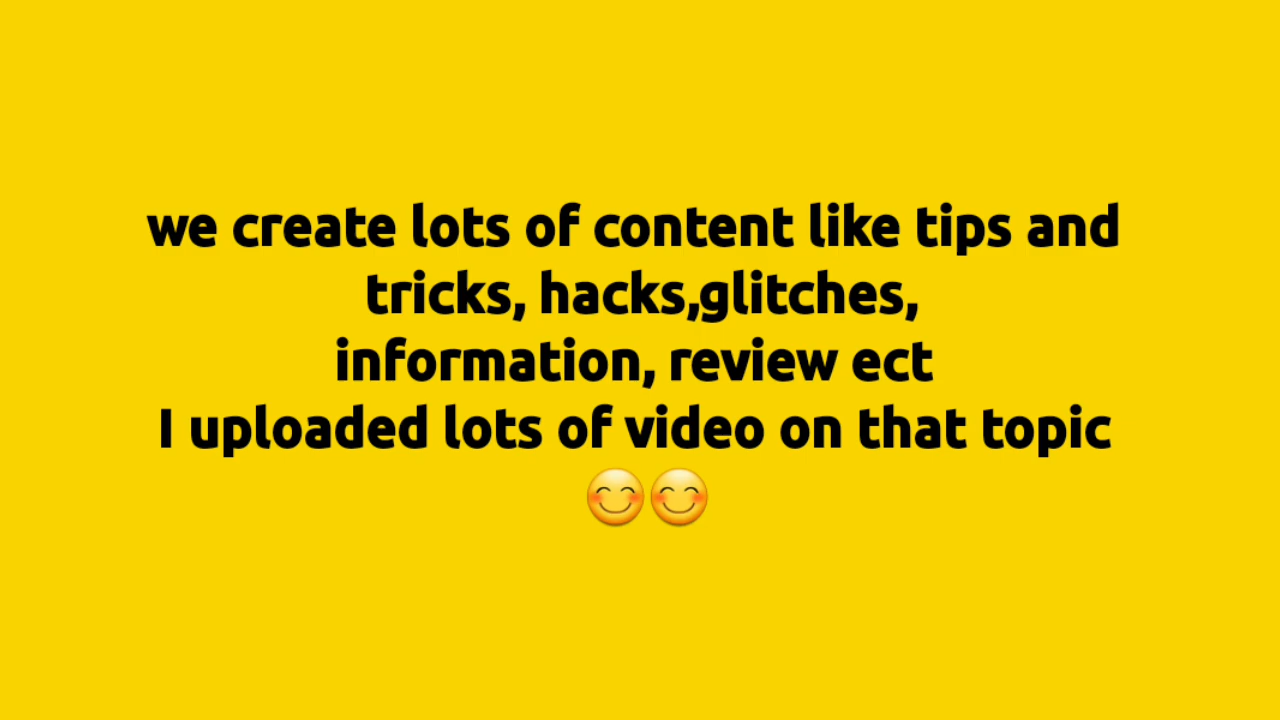 we create lots of content like tips and
tricks, hacks,glitches,
information, review ect
I uploaded lots of video on that topic
😊😊